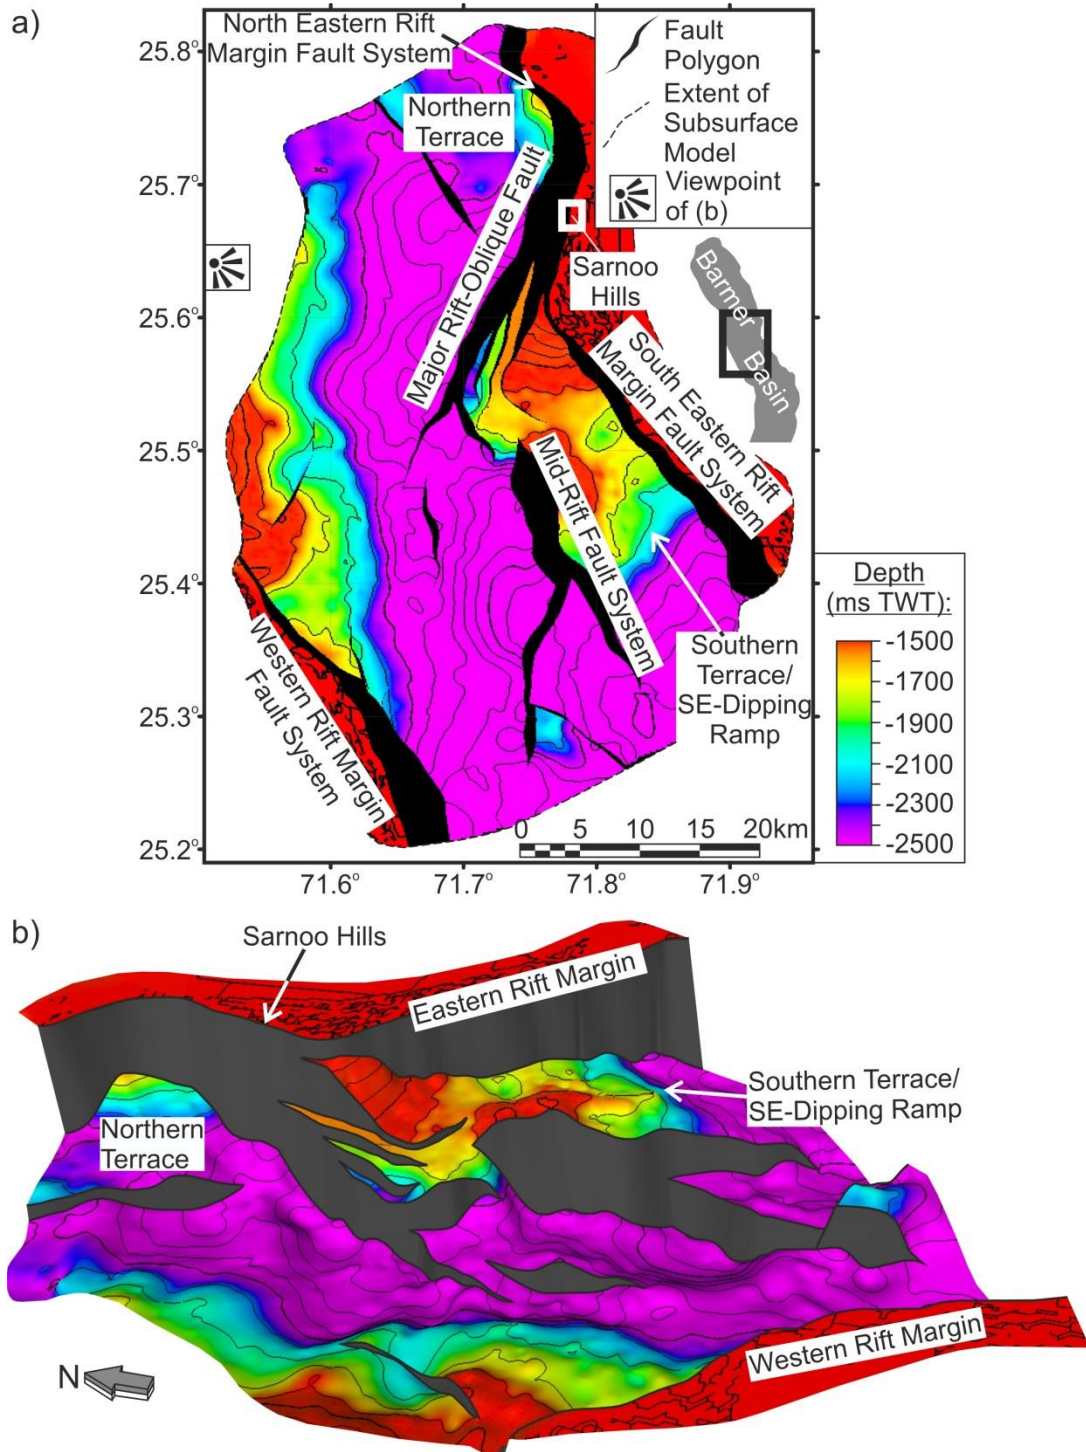 a)
North Eastern Rift
Margin Fault System
Northern
Terrace
Major Rift-Oblique Fault
Sarnoo
Hills
South Eastern Rift
Margin Fault System
Mid-Rift Fault System
Southern
Terrace/
SE-Dipping
Ramp
Western Rift Margin
Fault System
Fault
Polygon
Extent of
Subsurface
Model
Viewpoint
of (b)
Barmer
Basin
Depth
(ms TWT):
-1500
-1700
-1900
-2100
-2300
-2500
25.8°
25.7°
25.6°
25.5°
25.4°
25.3°
25.2°
0 5 10 15 20km
71.6° 71.7° 71.8° 71.9°
b)
Sarnoo Hills
Eastern Rift Margin
Southern Terrace/
SE-Dipping Ramp
Northern
Terrace
Western Rift Margin
N